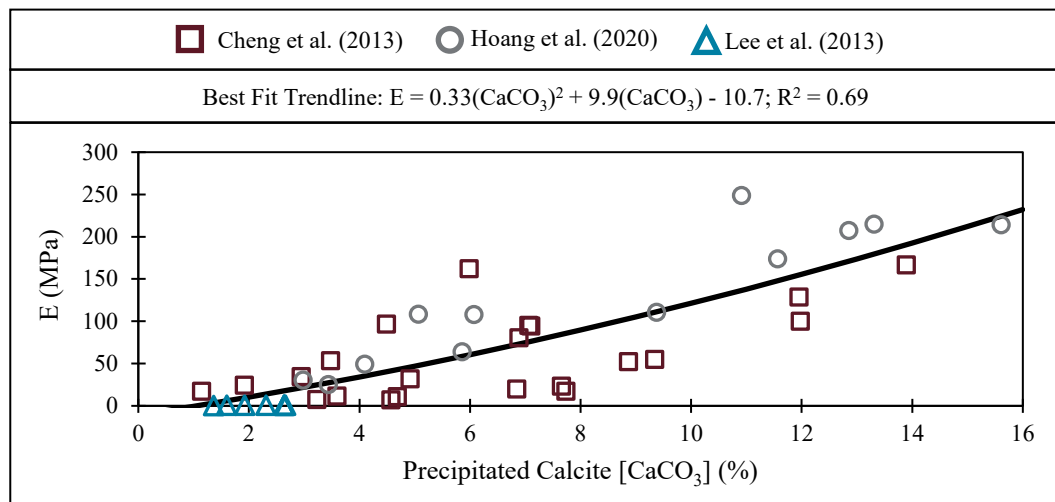 Cheng et al. (2013) Hoang et al. (2020) Lee et al. (2013)
Best Fit Trendline: E = 0.33(CaCO₃)² + 9.9(CaCO₃) - 10.7; R² = 0.69
300
250
200
150
100
50
0
E (MPa)
0 2 4 6 8 10 12 14 16
Precipitated Calcite [CaCO₃] (%)